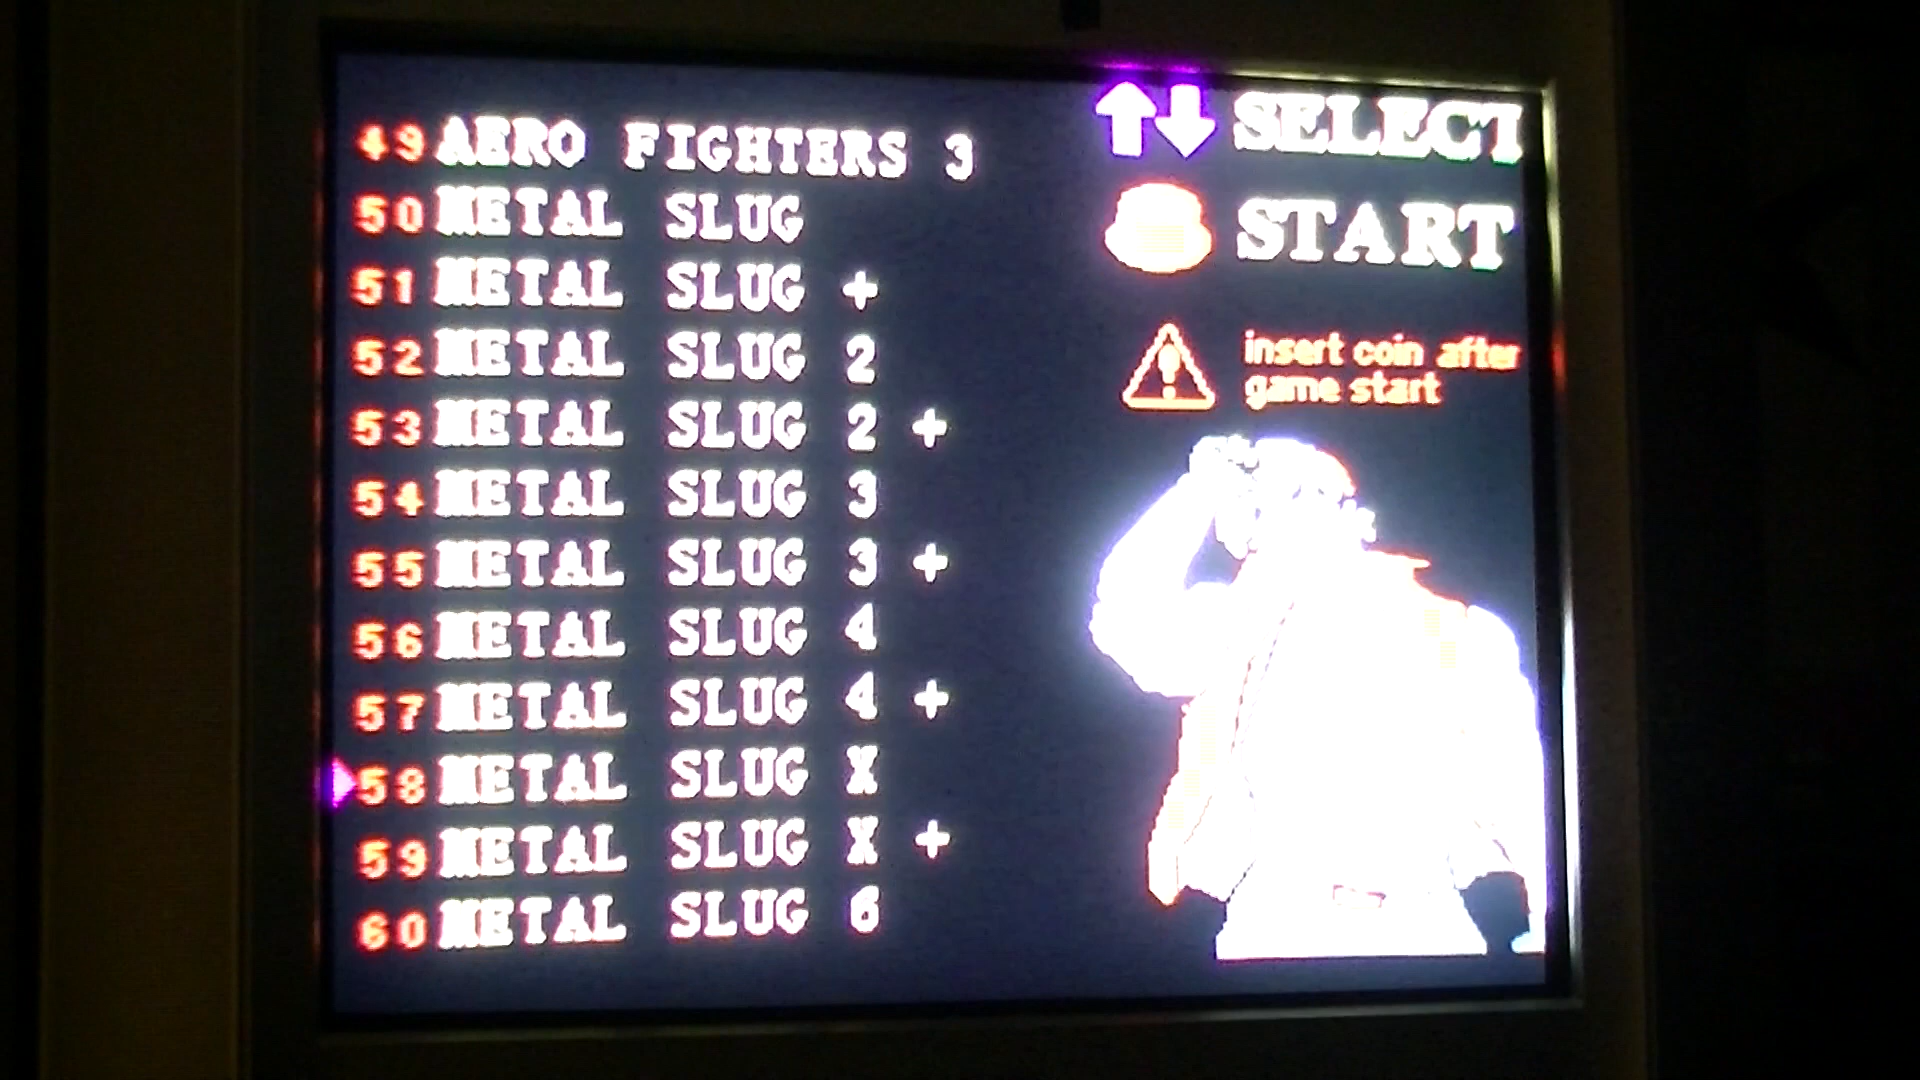 49 AERO FIGHTERS 3
50 METAL SLUG
51 METAL SLUG +
52 METAL SLUG 2
53 METAL SLUG 2 +
54 METAL SLUG 3
55 METAL SLUG 3 +
56 METAL SLUG 4
57 METAL SLUG 4 +
58 METAL SLUG X
59 METAL SLUG X +
60 METAL SLUG 6
SELECT
START
insert coin after
game start